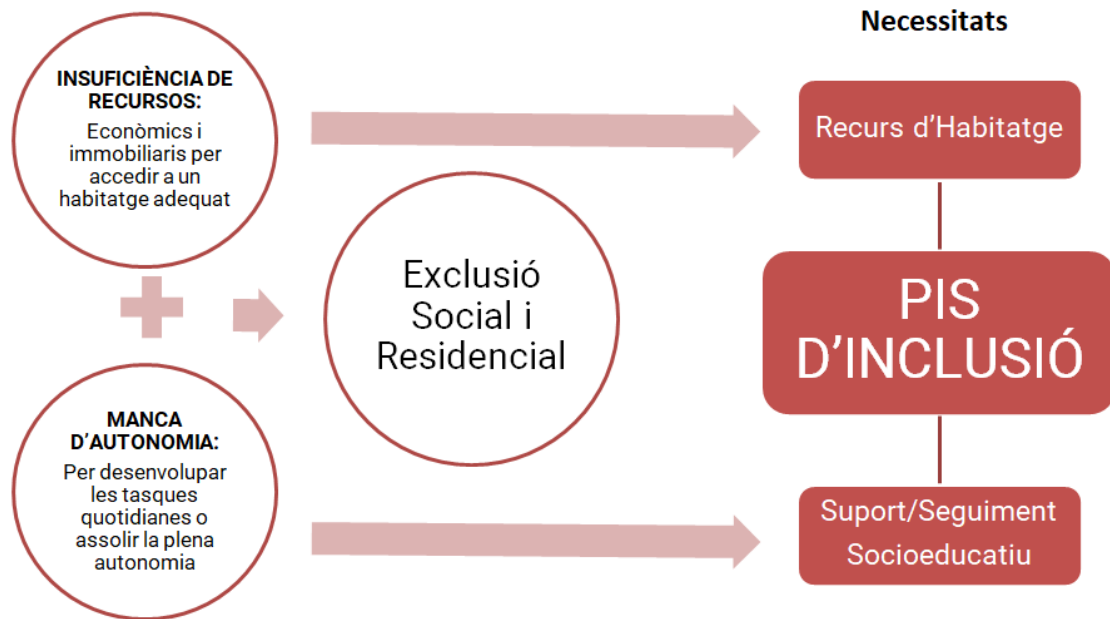 Necessitats
INSUFICIÈNCIA DE
RECURSOS:
Econòmics i
immobiliaris per
accedir a un
habitatge adequat
Recurs d'Habitatge
Exclusió
Social i
Residencial
PIS
D'INCLUSIÓ
MANCA
D'AUTONOMIA:
Per desenvolupar
les tasques
quotidianes o
assolir la plena
autonomia
Suport/Seguiment
Socioeducatiu